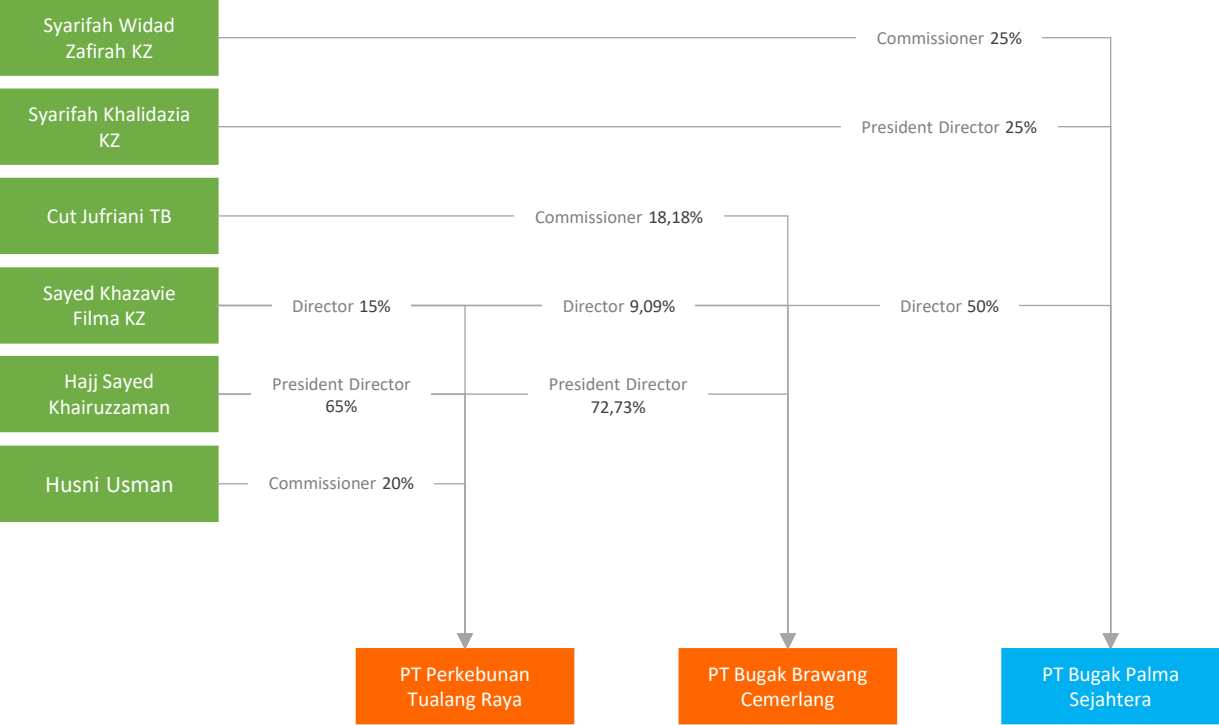 Syarifah Widad
Zafirah KZ
Commissioner 25%
Syarifah Khalidazia
KZ
President Director 25%
Cut Jufriani TB
Commissioner 18,18%
Sayed Khazavie
Filma KZ
Director 15%
Director 9,09%
Director 50%
Hajj Sayed
Khairuzzaman
President Director
65%
President Director
72,73%
Husni Usman
Commissioner 20%
PT Perkebunan
Tualang Raya
PT Bugak Brawang
Cemerlang
PT Bugak Palma
Sejahtera